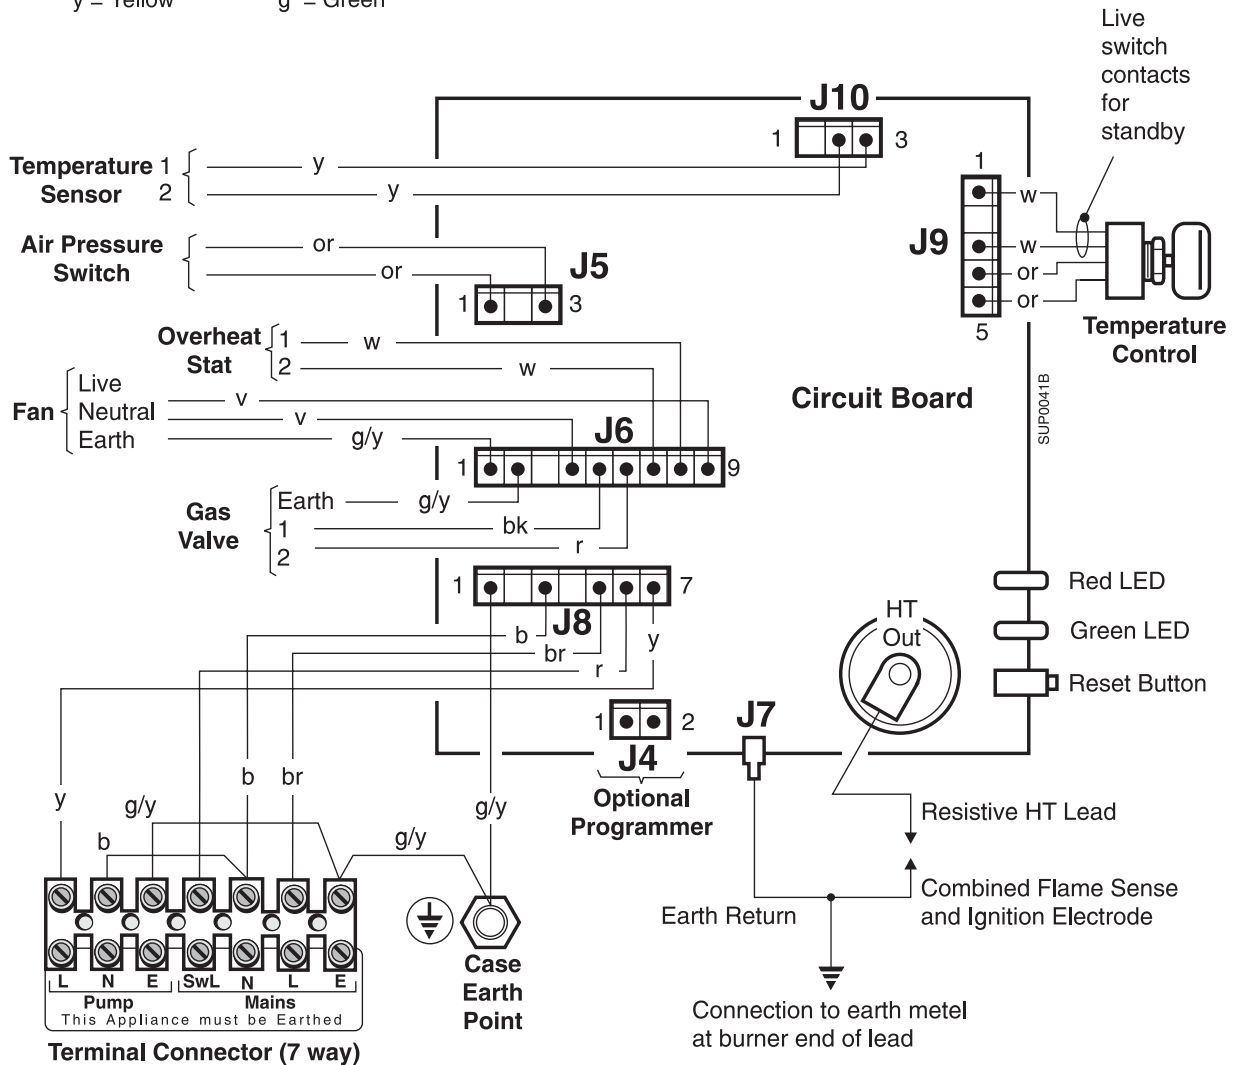 y = Yellow
g = Green
Live
switch
contacts
for
standby
J10
1
3
Temperature
Sensor
1
2
y
y
1
w
w
or
or
J9
5
Temperature
Control
Air Pressure
Switch
or
or
J5
1
3
Overheat
Stat
1
2
w
w
Fan
Live
Neutral
Earth
v
v
g/y
Circuit Board
SUP0041B
J6
1
9
Gas
Valve
Earth
1
2
g/y
bk
r
1
7
J8
b
br
r
y
HT
Out
Red LED
Green LED
Reset Button
1
2
J4
J7
Optional
Programmer
y
b
g/y
b
br
g/y
g/y
Resistive HT Lead
Combined Flame Sense
and Ignition Electrode
Earth Return
Case
Earth
Point
Connection to earth metel
at burner end of lead
L N E SwL N L E
Pump Mains
This Appliance must be Earthed
Terminal Connector (7 way)